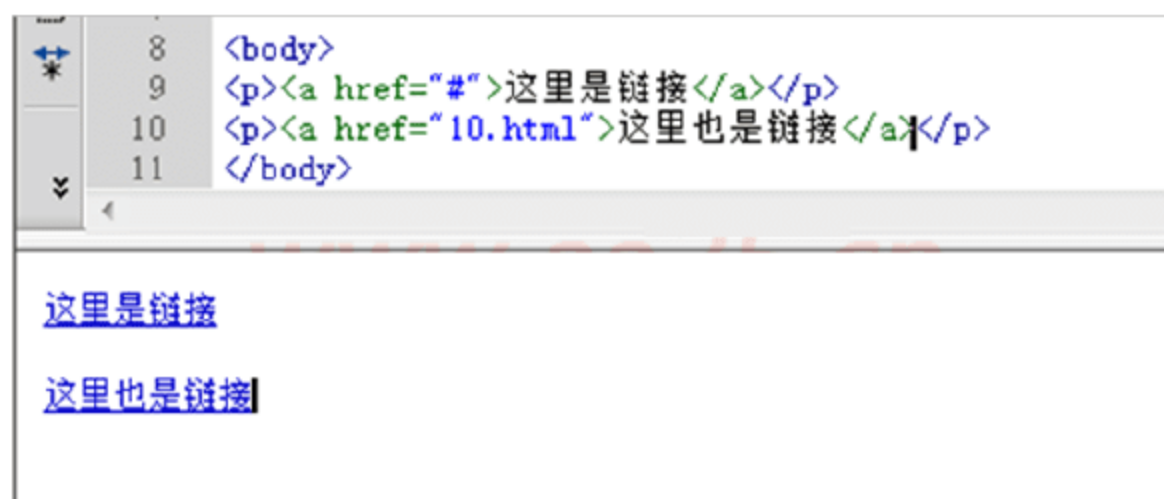 8 <body>
9 <p><a href="#">这里是链接</a></p>
10 <p><a href="10.html">这里也是链接</a></p>
11 </body>
这里是链接
这里也是链接